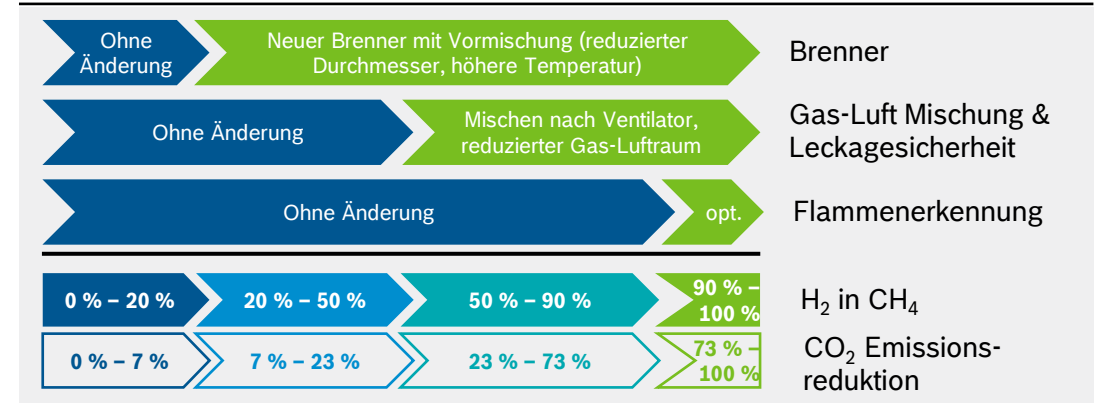 Ohne
Änderung
Neuer Brenner mit Vormischung (reduzierter
Durchmesser, höhere Temperatur)
Brenner
Ohne Änderung
Mischen nach Ventilator,
reduzierter Gas-Luftraum
Gas-Luft Mischung &
Leckagesicherheit
Ohne Änderung
opt.
Flammenerkennung
0 % – 20 %
20 % – 50 %
50 % – 90 %
90 % –
100 %
H₂ in CH₄
0 % – 7 %
7 % – 23 %
23 % – 73 %
73 % –
100 %
CO₂ Emissions-
reduktion